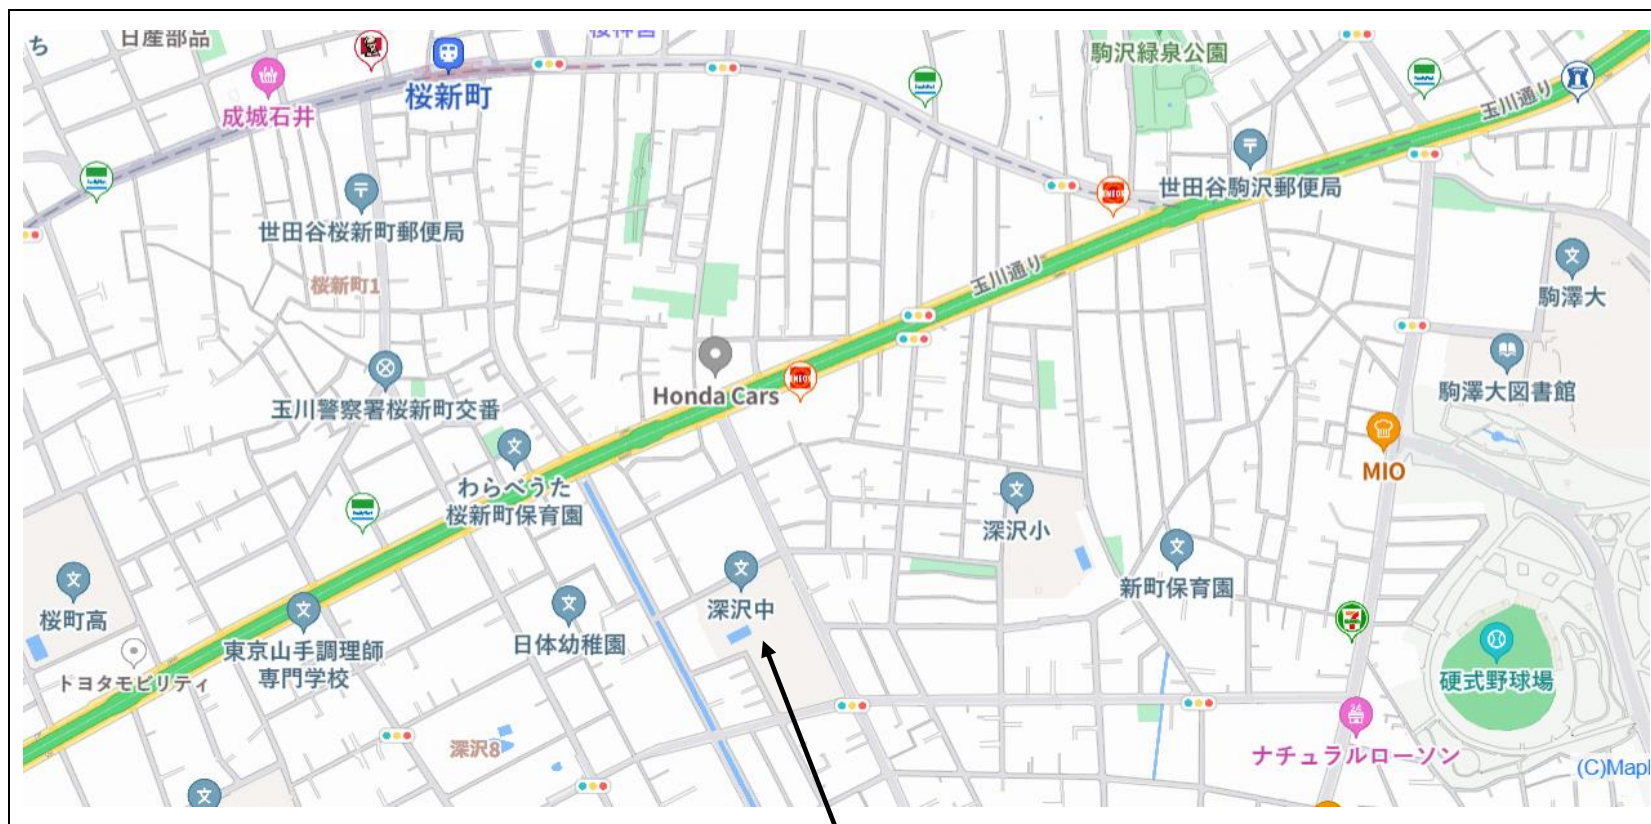 ち
日産部品
桜神宮
駒沢緑泉公園
桜新町
成城石井
玉川通り
世田谷駒沢郵便局
世田谷桜新町郵便局
桜新町1
玉川通り
駒澤大
ENEOS
Honda Cars
ENEOS
駒澤大図書館
玉川警察署桜新町交番
MIO
わらべうた
桜新町保育園
深沢小
新町保育園
桜町高
深沢中
日体幼稚園
東京山手調理師
専門学校
トヨタモビリティ
硬式野球場
深沢8
24
ナチュラルローソン
(C)Mapl